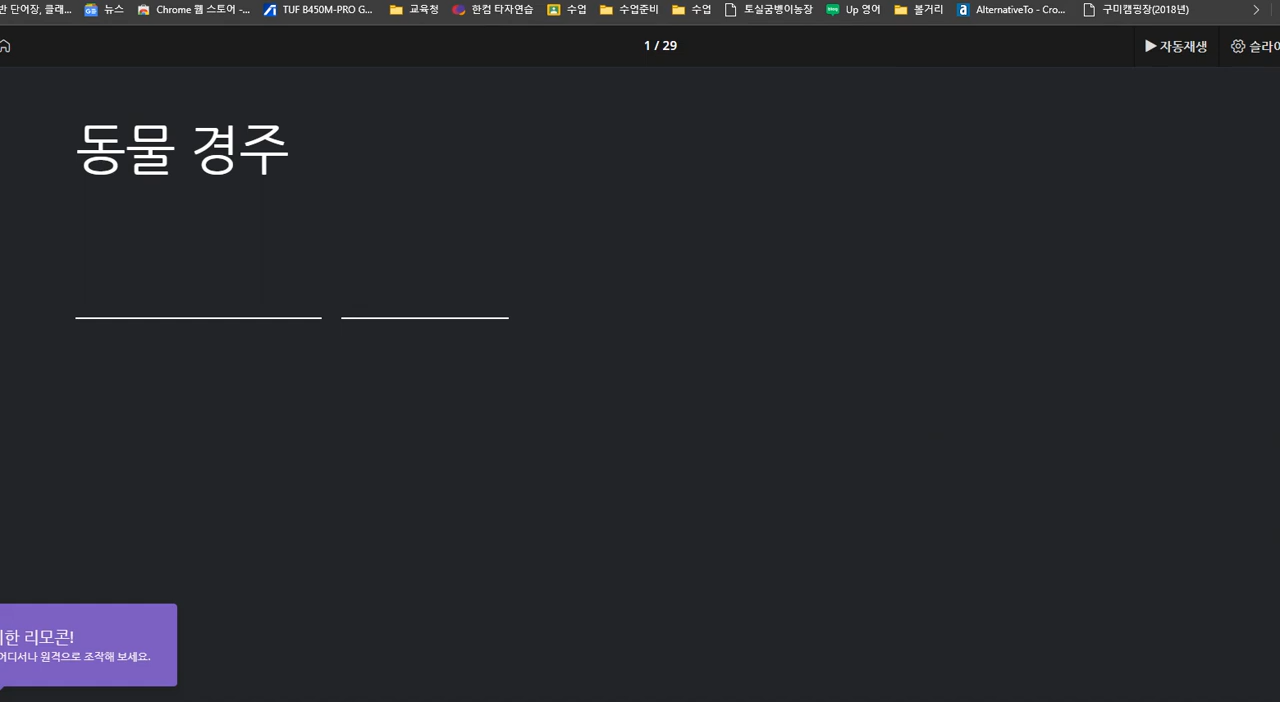 반 단어장, 클래... 뉴스 Chrome 웹 스토어 -... TUF B450M-PRO G... 교육청 한컴 타자연습 수업 수업준비 수업 토실굼벵이농장 Up 영어 볼거리 AlternativeTo - Cro... 구미캠핑장(2018년)
1 / 29 ▶ 자동재생 슬라이
동물 경주
한 리모콘!
어디서나 원격으로 조작해 보세요.